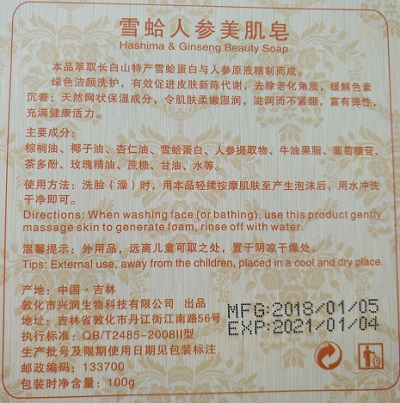 雪蛤人参美肌皂
Hashima & Ginseng Beauty Soap
本品萃取长白山特产雪蛤蛋白与人参原液精制而成。
绿色洁颜洗护，有效促进皮肤新陈代谢，去除老化角质，缓解色素
沉着；天然网状保湿成分，令肌肤柔嫩湿润，滋润而不紧绷，富有弹性，
充满健康活力。
主要成分：
棕榈油、椰子油、杏仁油、雪蛤蛋白、人参提取物、牛油果脂、葡萄糖苷、
茶多酚、玫瑰精油、蔗糖、甘油、水等。
使用方法：洗脸（澡）时，用本品轻揉按摩肌肤至产生泡沫后，用水冲洗
干净即可。
Directions: When washing face (or bathing), use this product gently
massage skin to generate foam, rinse off with water.
温馨提示：外用品，远离儿童可取之处，置于阴凉干燥处。
Tips: External use, away from the children, placed in a cool and dry place.
产地：中国·吉林
敦化市兴润生物科技有限公司 出品
地址：吉林省敦化市丹江街江南路56号
执行标准：QB/T2485-2008II型
生产批号及限期使用日期见包装标注
邮政编码：133700
包装时净含量：100g
MFG:2018/01/05
EXP:2021/01/04